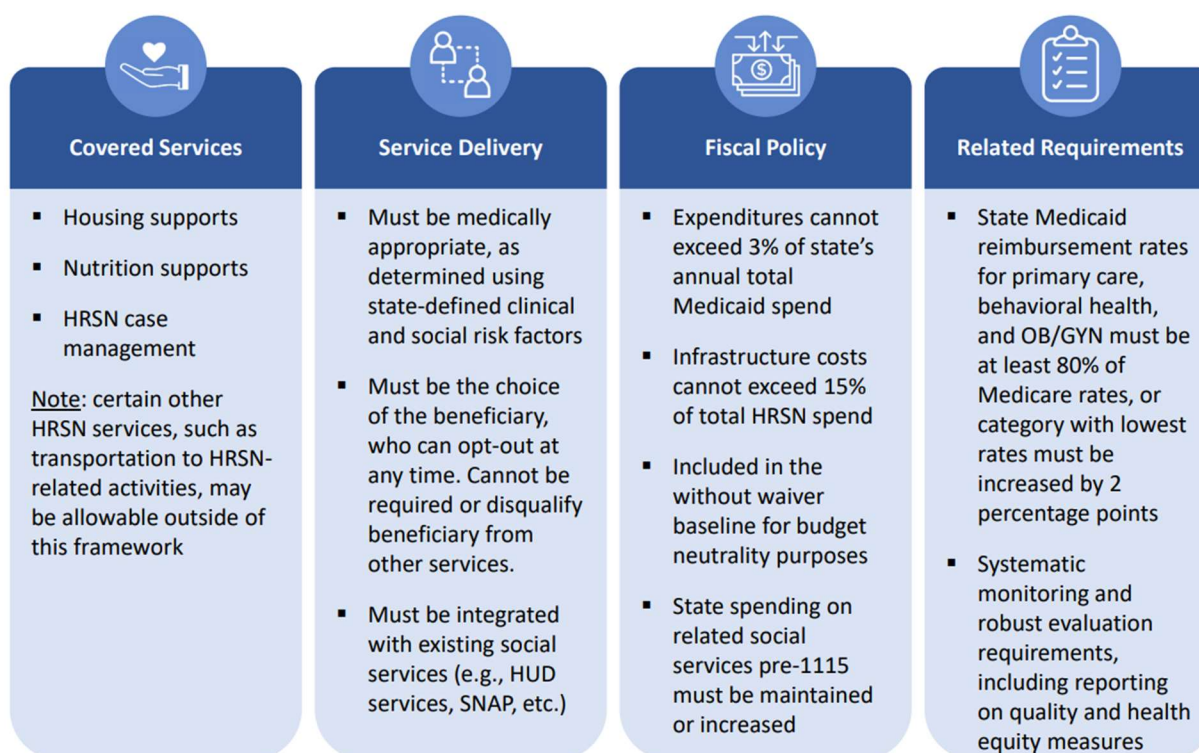 Covered Services
▪ Housing supports
▪ Nutrition supports
▪ HRSN case
management
Note: certain other
HRSN services, such as
transportation to HRSN-
related activities, may
be allowable outside of
this framework
Service Delivery
▪ Must be medically
appropriate, as
determined using
state-defined clinical
and social risk factors
▪ Must be the choice
of the beneficiary,
who can opt-out at
any time. Cannot be
required or disqualify
beneficiary from
other services.
▪ Must be integrated
with existing social
services (e.g., HUD
services, SNAP, etc.)
$
Fiscal Policy
▪ Expenditures cannot
exceed 3% of state’s
annual total
Medicaid spend
▪ Infrastructure costs
cannot exceed 15%
of total HRSN spend
▪ Included in the
without waiver
baseline for budget
neutrality purposes
▪ State spending on
related social
services pre-1115
must be maintained
or increased
Related Requirements
▪ State Medicaid
reimbursement rates
for primary care,
behavioral health,
and OB/GYN must be
at least 80% of
Medicare rates, or
category with lowest
rates must be
increased by 2
percentage points
▪ Systematic
monitoring and
robust evaluation
requirements,
including reporting
on quality and health
equity measures